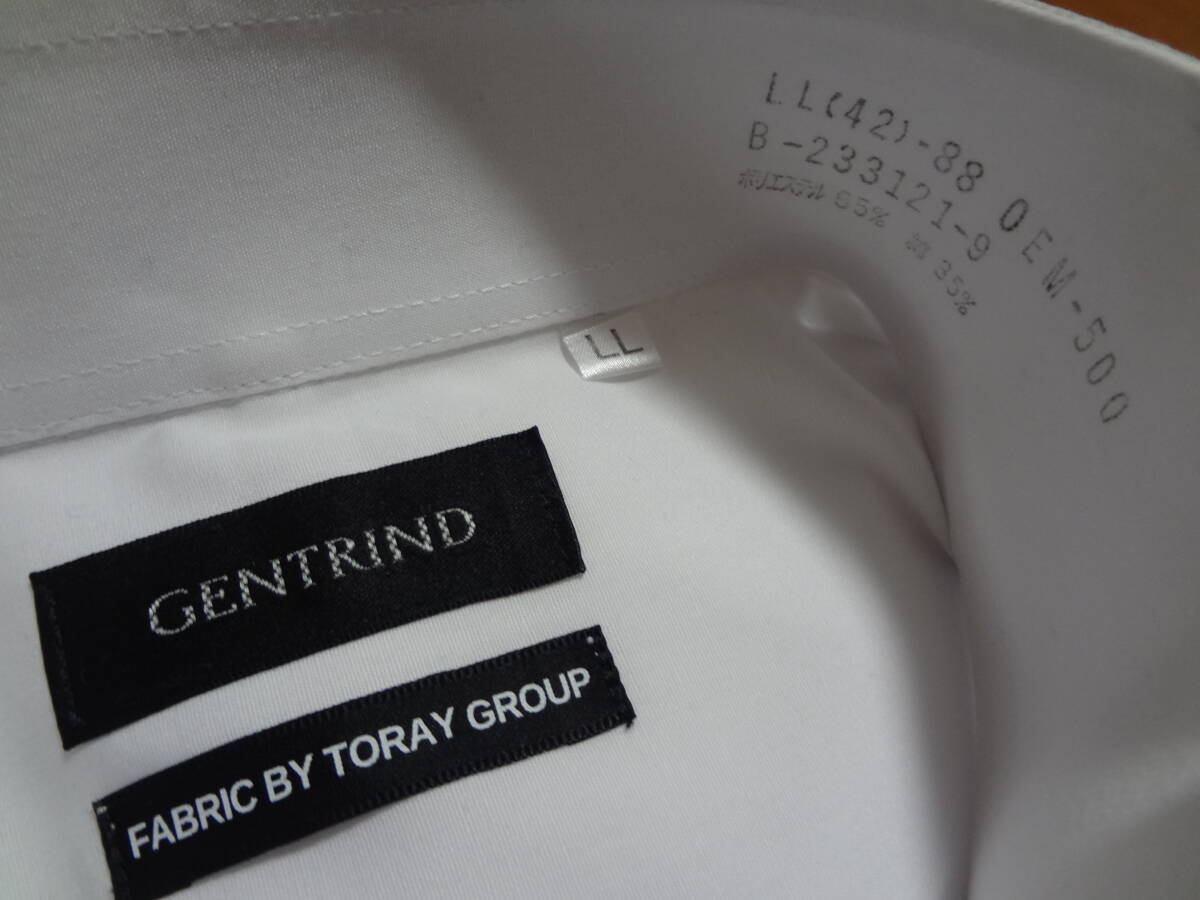 LL(42)-88 OEM-500
B-233121-9
ポリエステル 65% 綿 35%
LL
GENTRIND
FABRIC BY TORAY GROUP